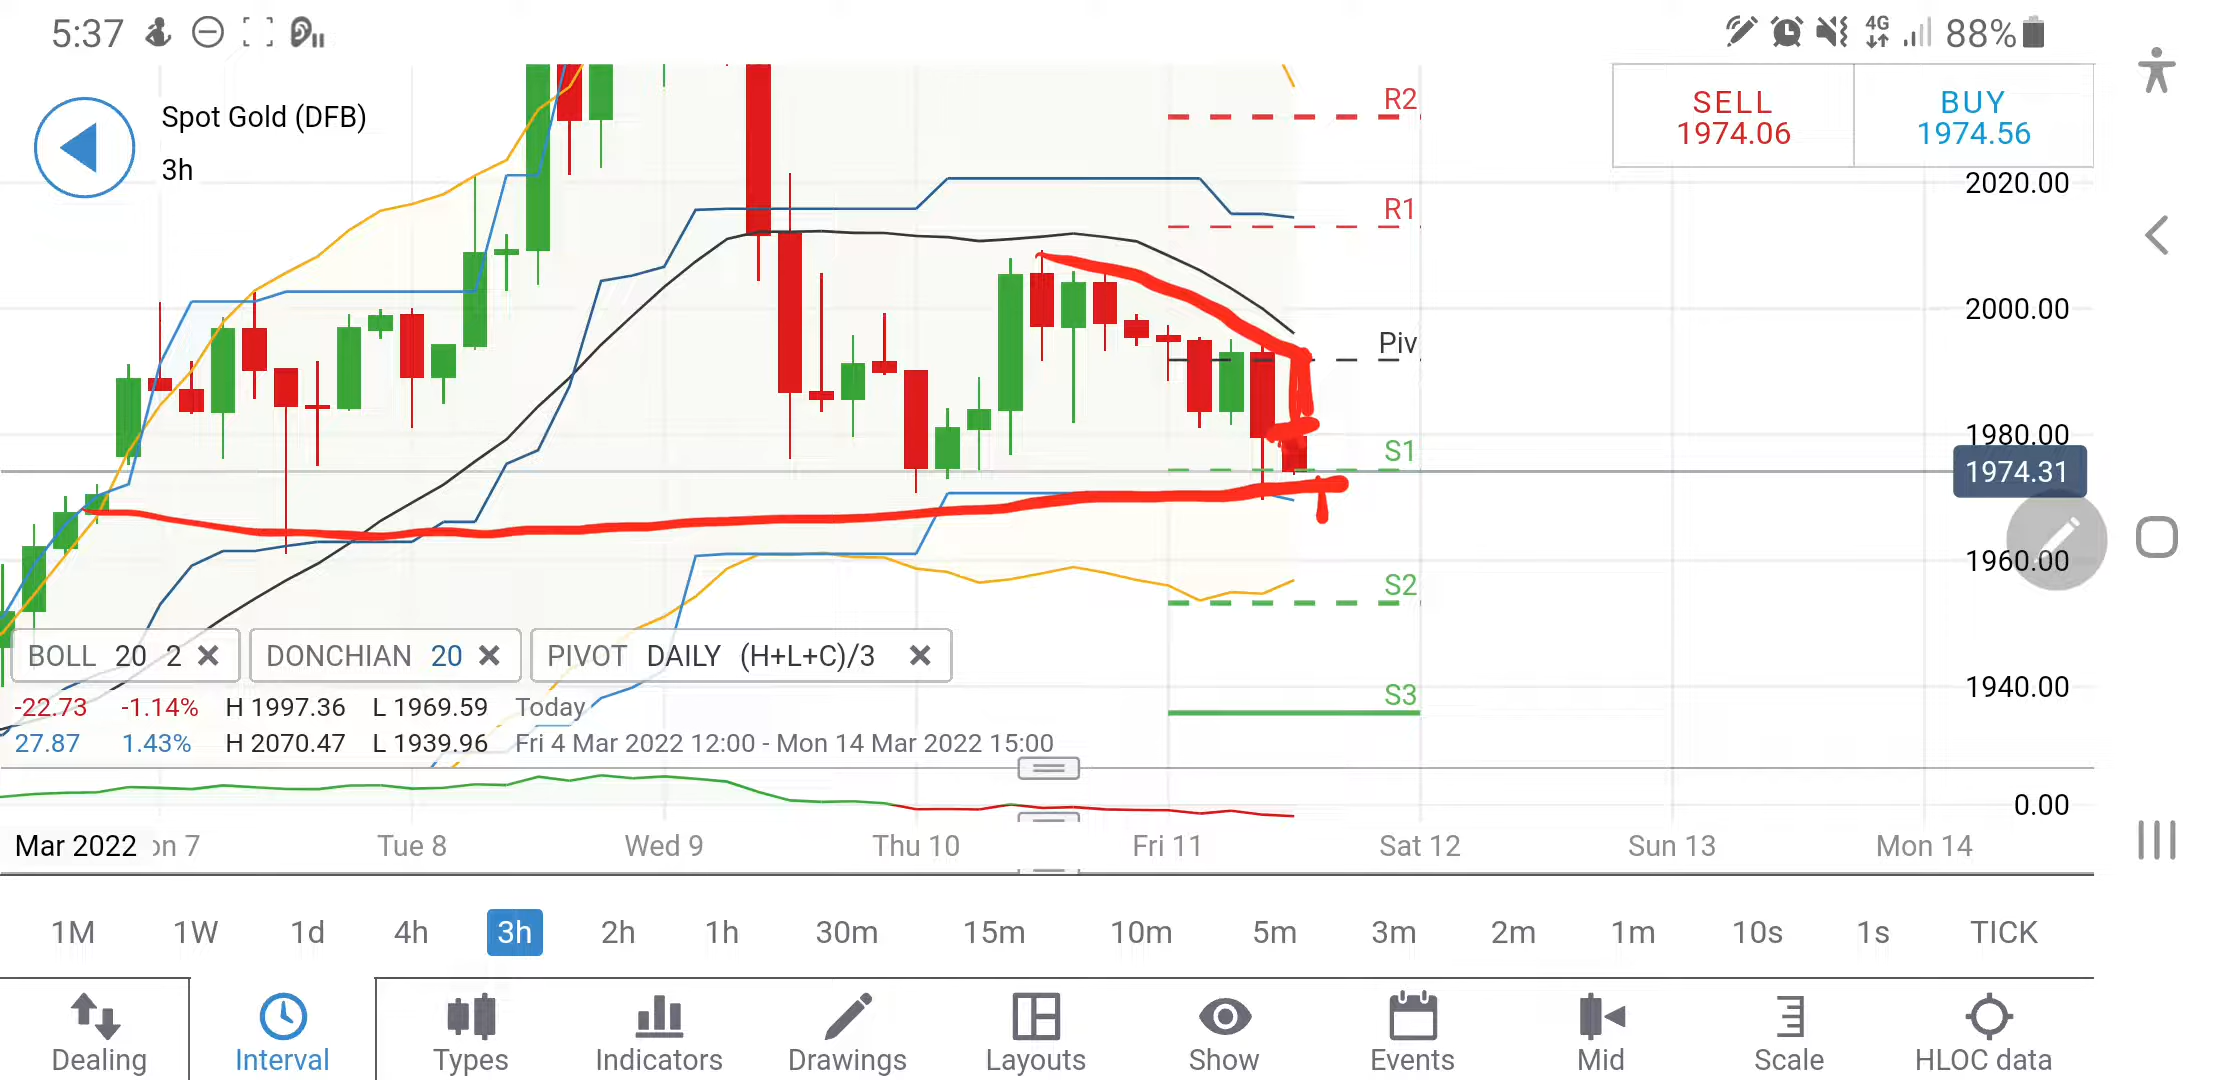 5:37
4G
88%
Spot Gold (DFB)
3h
SELL
1974.06
BUY
1974.56
R2
2020.00
R1
2000.00
Piv
1980.00
S1
1974.31
1960.00
S2
1940.00
S3
BOLL 20 2
DONCHIAN 20
PIVOT DAILY (H+L+C)/3
-22.73 -1.14% H 1997.36 L 1969.59 Today
27.87 1.43% H 2070.47 L 1939.96 Fri 4 Mar 2022 12:00 - Mon 14 Mar 2022 15:00
0.00
Mar 2022 on 7 Tue 8 Wed 9 Thu 10 Fri 11 Sat 12 Sun 13 Mon 14
1M 1W 1d 4h 3h 2h 1h 30m 15m 10m 5m 3m 2m 1m 10s 1s TICK
Dealing Interval Types Indicators Drawings Layouts Show Events Mid Scale HLOC data